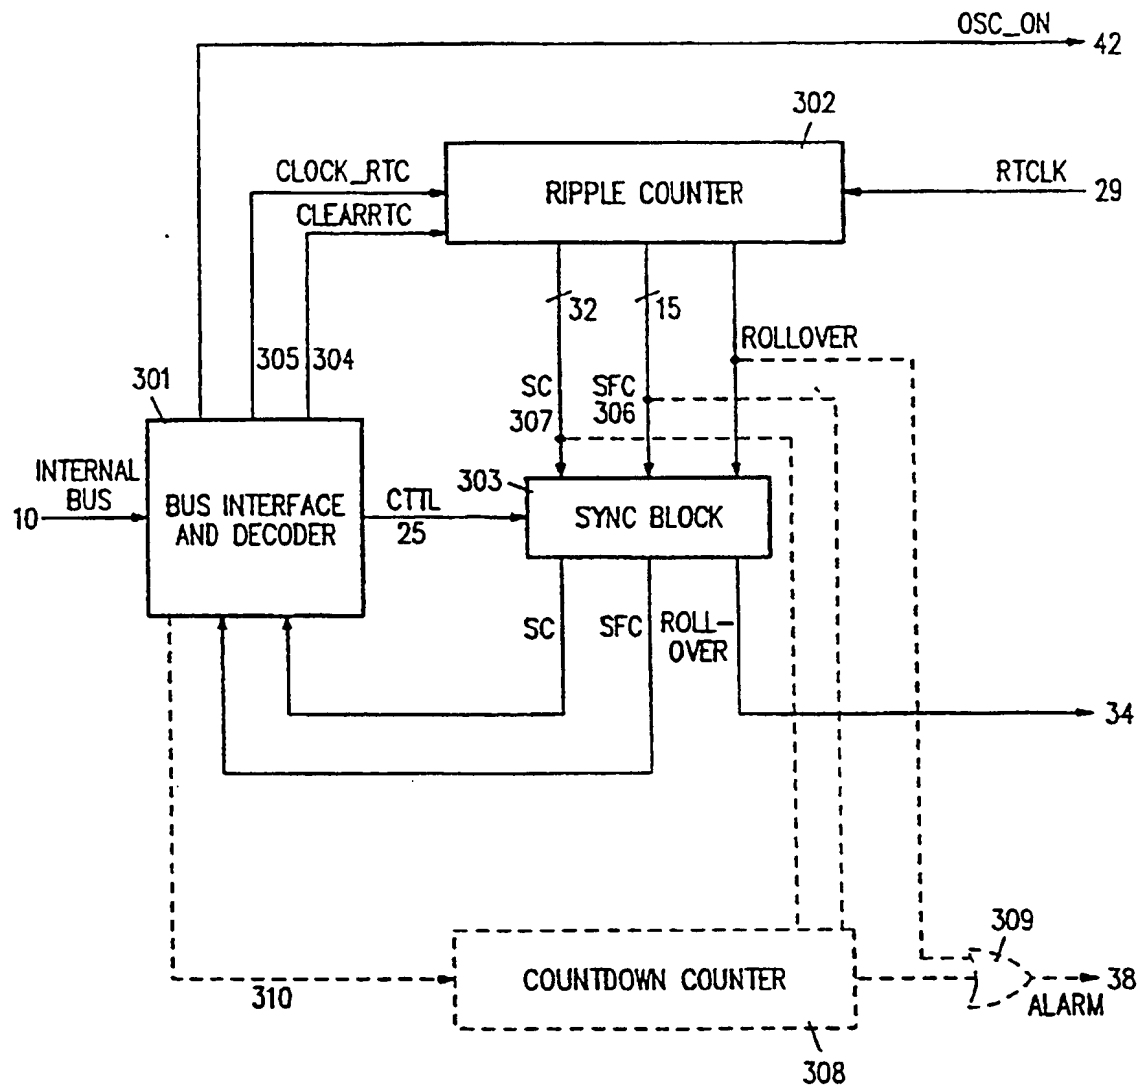 OSC_ON
42
302
CLOCK_RTC
RIPPLE COUNTER
RTCLK
29
CLEARRTC
32
15
305
304
ROLLOVER
301
SC
307
SFC
306
INTERNAL
BUS
10
303
BUS INTERFACE
AND DECODER
CTTL
25
SYNC BLOCK
SC
SFC
ROLL-
OVER
34
309
310
COUNTDOWN COUNTER
38
ALARM
308